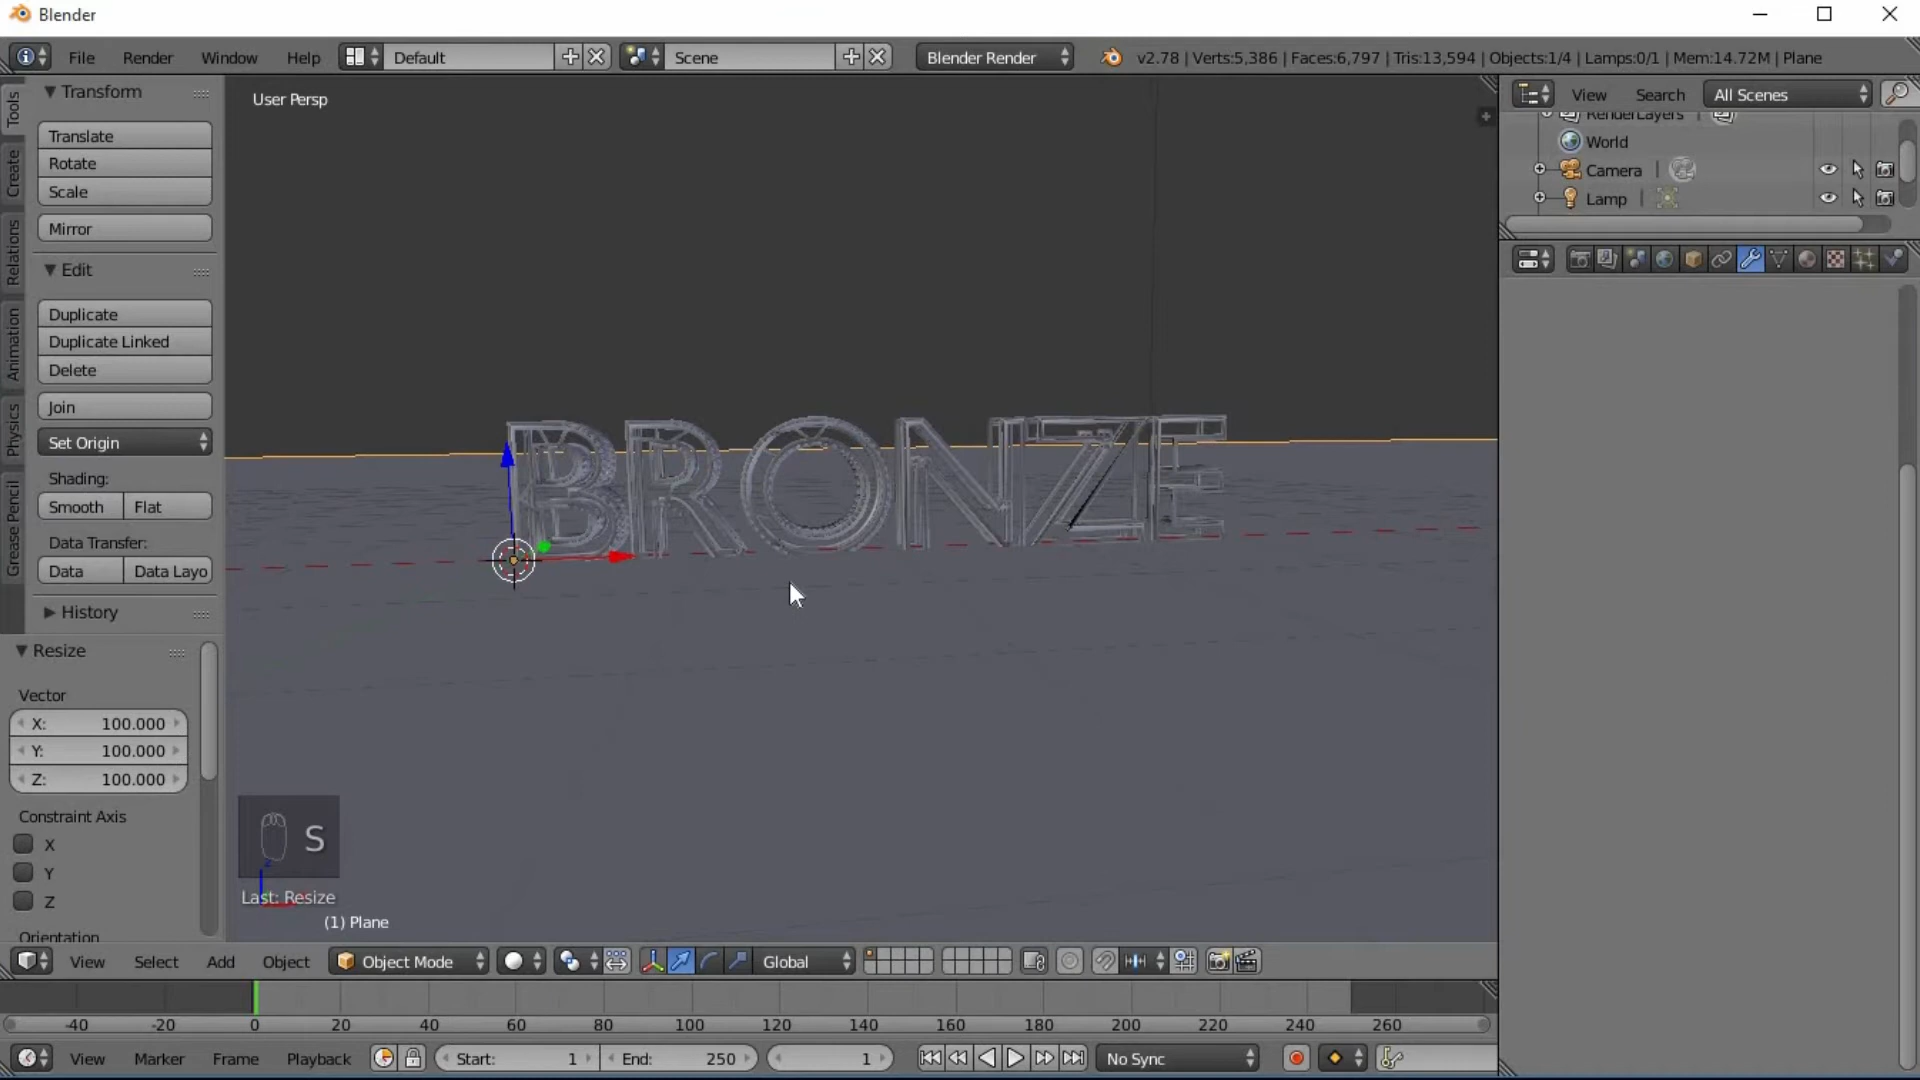 Blender
File Render Window Help Default Scene Blender Render v2.78 | Verts:5,386 | Faces:6,797 | Tris:13,594 | Objects:1/4 | Lamps:0/1 | Mem:14.72M | Plane
Tools
Create
Relations
Animation
Physics
Grease Pencil
Transform
Translate
Rotate
Scale
Mirror
Edit
Duplicate
Duplicate Linked
Delete
Join
Set Origin
Shading:
Smooth Flat
Data Transfer:
Data Data Layo
History
Resize
Vector
X: 100.000
Y: 100.000
Z: 100.000
Constraint Axis
X
Y
Z
Orientation
User Persp
BRONZE
S
Last: Resize
(1) Plane
View Search All Scenes
RenderLayers |
World
Camera |
Lamp |
View Select Add Object Object Mode Global
-40 -20 0 20 40 60 80 100 120 140 160 180 200 220 240 260
View Marker Frame Playback Start: 1 End: 250 1 No Sync